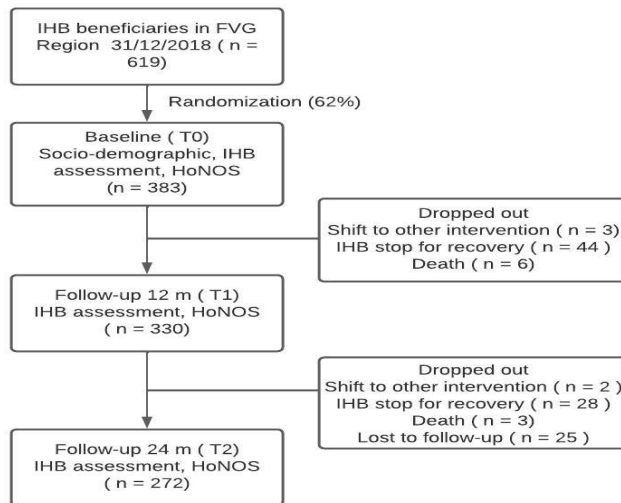 IHB beneficiaries in FVG
Region 31/12/2018 ( n =
619)
Randomization (62%)
Baseline ( T0)
Socio-demographic, IHB
assessment, HoNOS
(n = 383)
Dropped out
Shift to other intervention ( n = 3)
IHB stop for recovery ( n = 44 )
Death ( n = 6)
Follow-up 12 m ( T1)
IHB assessment, HoNOS
( n = 330)
Dropped out
Shift to other intervention ( n = 2 )
IHB stop for recovery ( n = 28 )
Death ( n = 3)
Lost to follow-up ( n = 25 )
Follow-up 24 m ( T2)
IHB assessment, HoNOS
( n = 272)